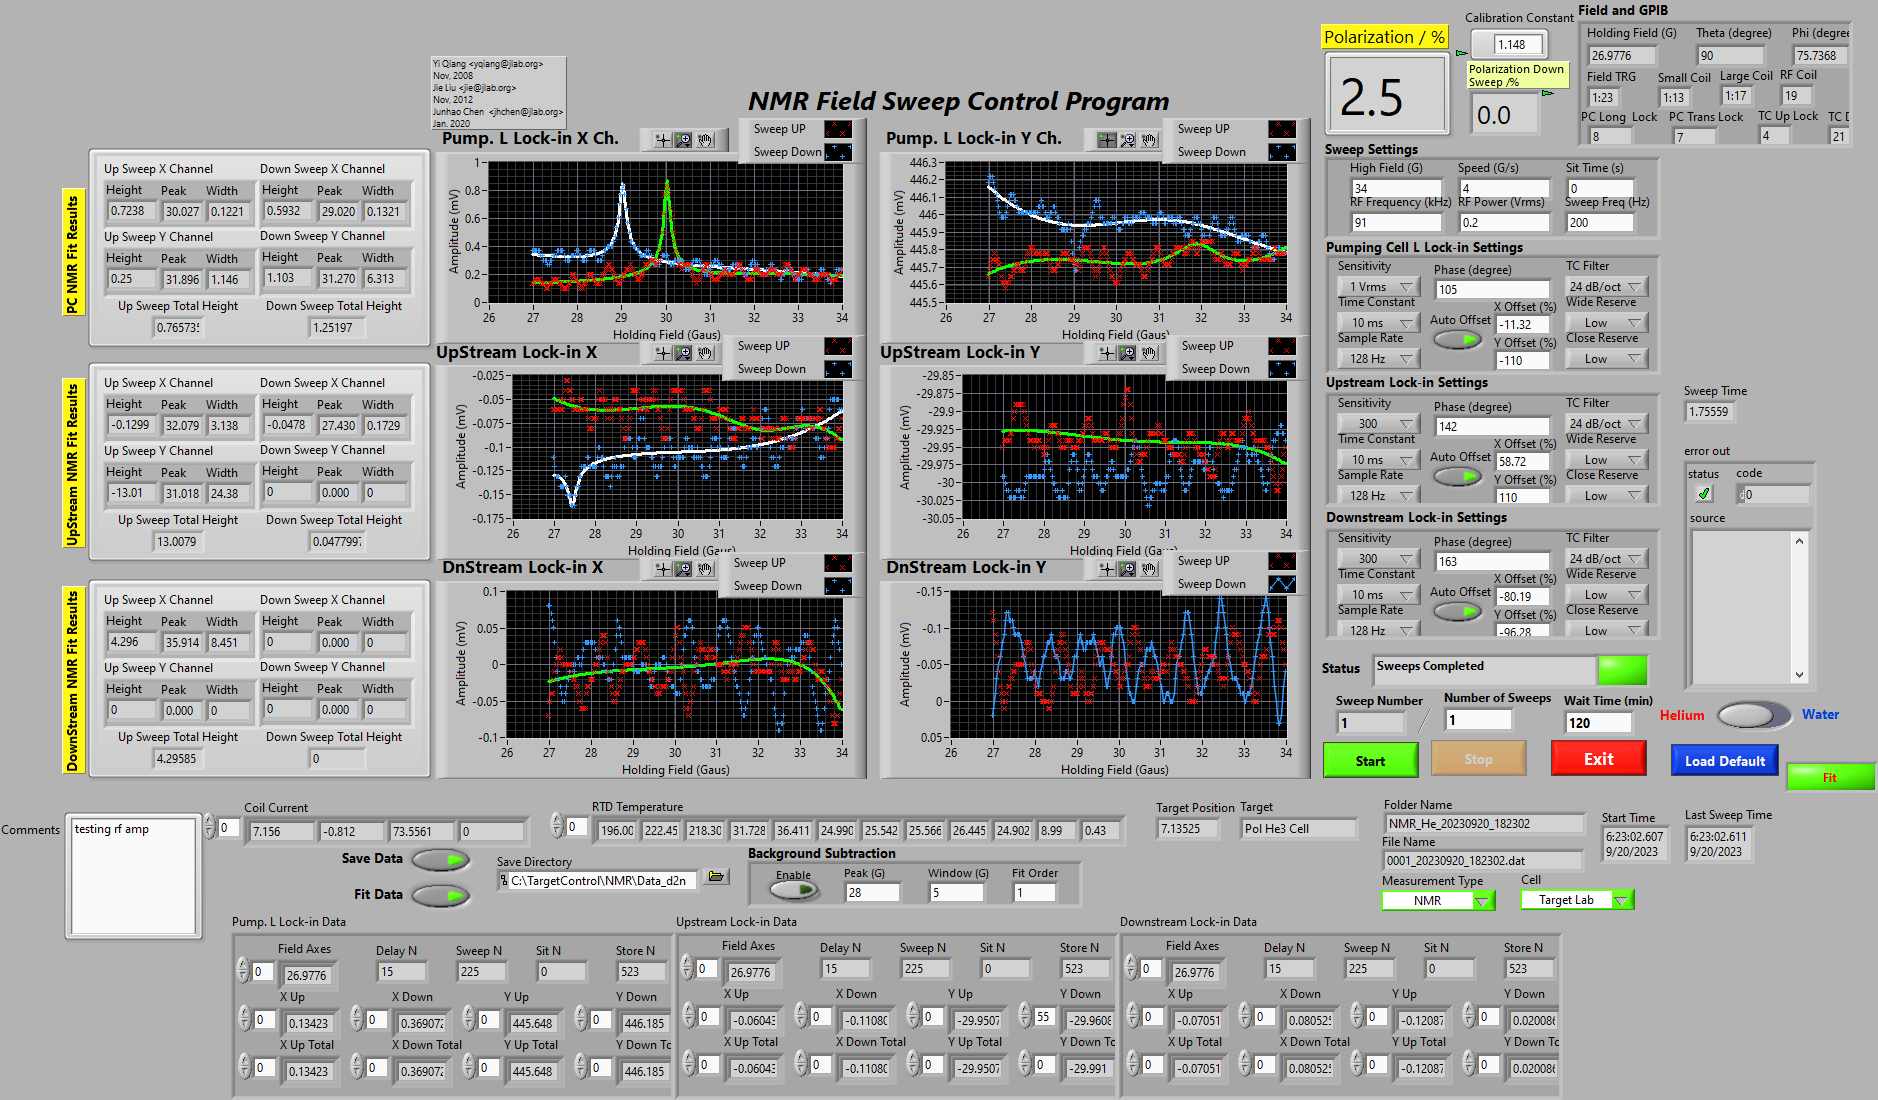 Yi Qiang <yqiang@jlab.org>
Nov, 2008
Jie Liu <jie@jlab.org>
Nov, 2012
Junhao Chen <jhchen@jlab.org>
Jan. 2020
NMR Field Sweep Control Program
Polarization / %
2.5
Calibration Constant
1.148
Polarization Down
Sweep /%
0.0
Field and GPIB
Holding Field (G) Theta (degree) Phi (degree
26.9776 90 75.7368
Field TRG Small Coil Large Coil RF Coil
1:23 1:13 1:17 19
PC Long Lock PC Trans Lock TC Up Lock TC D
8 7 4 21
PC NMR Fit Results
Up Sweep X Channel Down Sweep X Channel
Height Peak Width Height Peak Width
0.7238 30.027 0.1221 0.5932 29.020 0.1321
Up Sweep Y Channel Down Sweep Y Channel
Height Peak Width Height Peak Width
0.25 31.896 1.146 1.103 31.270 6.313
Up Sweep Total Height Down Sweep Total Height
0.76573 1.25197
Pump. L Lock-in X Ch.
Sweep UP
Sweep Down
Amplitude (mV)
1
0.8
0.6
0.4
0.2
0
26 27 28 29 30 31 32 33 34
Holding Field (Gaus)
Pump. L Lock-in Y Ch.
Sweep UP
Sweep Down
Amplitude (mV)
446.3
446.2
446.1
446
445.9
445.8
445.7
445.6
445.5
26 27 28 29 30 31 32 33 34
Holding Field (Gaus)
Sweep Settings
High Field (G) Speed (G/s) Sit Time (s)
34 4 0
RF Frequency (kHz) RF Power (Vrms) Sweep Freq (Hz)
91 0.2 200
Pumping Cell L Lock-in Settings
Sensitivity Phase (degree) TC Filter
1 Vrms 105 24 dB/oct
Time Constant X Offset (%) Wide Reserve
10 ms Auto Offset -11.32 Low
Sample Rate Y Offset (%) Close Reserve
128 Hz -110 Low
UpStream NMR Fit Results
Up Sweep X Channel Down Sweep X Channel
Height Peak Width Height Peak Width
-0.1299 32.079 3.138 -0.0478 27.430 0.1729
Up Sweep Y Channel Down Sweep Y Channel
Height Peak Width Height Peak Width
-13.01 31.018 24.38 0 0.000 0
Up Sweep Total Height Down Sweep Total Height
13.0079 0.047799
UpStream Lock-in X
Sweep UP
Sweep Down
Amplitude (mV)
-0.025
-0.05
-0.075
-0.1
-0.125
-0.15
-0.175
26 27 28 29 30 31 32 33 34
Holding Field (Gaus)
UpStream Lock-in Y
Sweep UP
Sweep Down
Amplitude (mV)
-29.85
-29.875
-29.9
-29.925
-29.95
-29.975
-30
-30.025
-30.05
26 27 28 29 30 31 32 33 34
Holding Field (Gaus)
Upstream Lock-in Settings
Sensitivity Phase (degree) TC Filter
300 142 24 dB/oct
Time Constant X Offset (%) Wide Reserve
10 ms Auto Offset 58.72 Low
Sample Rate Y Offset (%) Close Reserve
128 Hz 110 Low
Sweep Time
1.75559
error out
status code
0
source
DownStream NMR Fit Results
Up Sweep X Channel Down Sweep X Channel
Height Peak Width Height Peak Width
4.296 35.914 8.451 0 0.000 0
Up Sweep Y Channel Down Sweep Y Channel
Height Peak Width Height Peak Width
0 0.000 0 0 0.000 0
Up Sweep Total Height Down Sweep Total Height
4.29585 0
DnStream Lock-in X
Sweep UP
Sweep Down
Amplitude (mV)
0.1
0.05
0
-0.05
-0.1
26 27 28 29 30 31 32 33 34
Holding Field (Gaus)
DnStream Lock-in Y
Sweep UP
Sweep Down
Amplitude (mV)
-0.15
-0.1
-0.05
0
0.05
26 27 28 29 30 31 32 33 34
Holding Field (Gaus)
Downstream Lock-in Settings
Sensitivity Phase (degree) TC Filter
300 163 24 dB/oct
Time Constant X Offset (%) Wide Reserve
10 ms Auto Offset -80.19 Low
Sample Rate Y Offset (%) Close Reserve
128 Hz -96.28 Low
Status Sweeps Completed
Sweep Number Number of Sweeps Wait Time (min)
1 / 1 120
Helium Water
Start Stop Exit Load Default Fit
Comments
testing rf amp
Coil Current
0 7.156 -0.812 73.5561 0
RTD Temperature
0 196.00 222.45 218.30 31.728 36.411 24.990 25.542 25.566 26.445 24.902 8.99 0.43
Target Position Target
7.13525 Pol He3 Cell
Folder Name
NMR_He_20230920_182302
File Name
0001_20230920_182302.dat
Start Time
6:23:02.607
9/20/2023
Last Sweep Time
6:23:02.611
9/20/2023
Measurement Type Cell
NMR Target Lab
Save Data
Fit Data
Save Directory
C:\TargetControl\NMR\Data_d2n
Background Subtraction
Enable Peak (G) Window (G) Fit Order
28 5 1
Pump. L Lock-in Data
Field Axes Delay N Sweep N Sit N Store N
0 26.9776 15 225 0 523
X Up X Down Y Up Y Down
0 0.13423 0 0.369072 0 445.648 0 446.185
X Up Total X Down Total Y Up Total Y Down To
0 0.13423 0 0.369072 0 445.648 0 446.185
Upstream Lock-in Data
Field Axes Delay N Sweep N Sit N Store N
0 26.9776 15 225 0 523
X Up X Down Y Up Y Down
0 -0.06043 0 -0.11080 0 -29.9507 55 -29.9608
X Up Total X Down Total Y Up Total Y Down To
0 -0.06043 0 -0.11080 0 -29.9507 0 -29.991
Downstream Lock-in Data
Field Axes Delay N Sweep N Sit N Store N
0 26.9776 15 225 0 523
X Up X Down Y Up Y Down
0 -0.07051 0 0.080525 0 -0.12087 0 0.020086
X Up Total X Down Total Y Up Total Y Down To
0 -0.07051 0 0.080525 0 -0.12087 0 0.020086